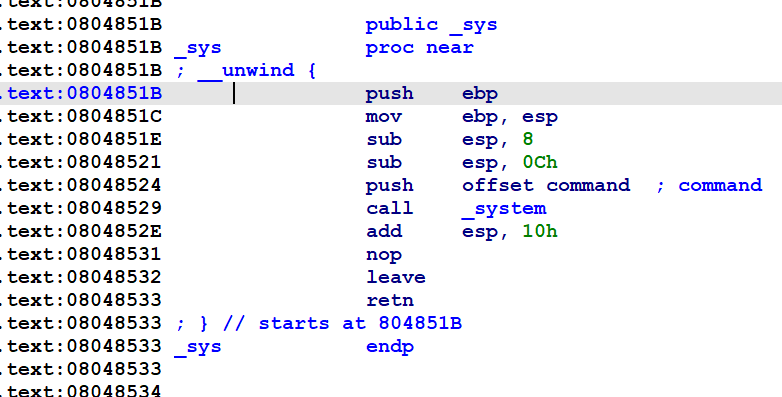 .text:0804851B
.text:0804851B public _sys
.text:0804851B _sys proc near
.text:0804851B ; __unwind {
.text:0804851B push ebp
.text:0804851C mov ebp, esp
.text:0804851E sub esp, 8
.text:08048521 sub esp, 0Ch
.text:08048524 push offset command ; command
.text:08048529 call _system
.text:0804852E add esp, 10h
.text:08048531 nop
.text:08048532 leave
.text:08048533 retn
.text:08048533 ; } // starts at 804851B
.text:08048533 _sys endp
.text:08048533
.text:08048534